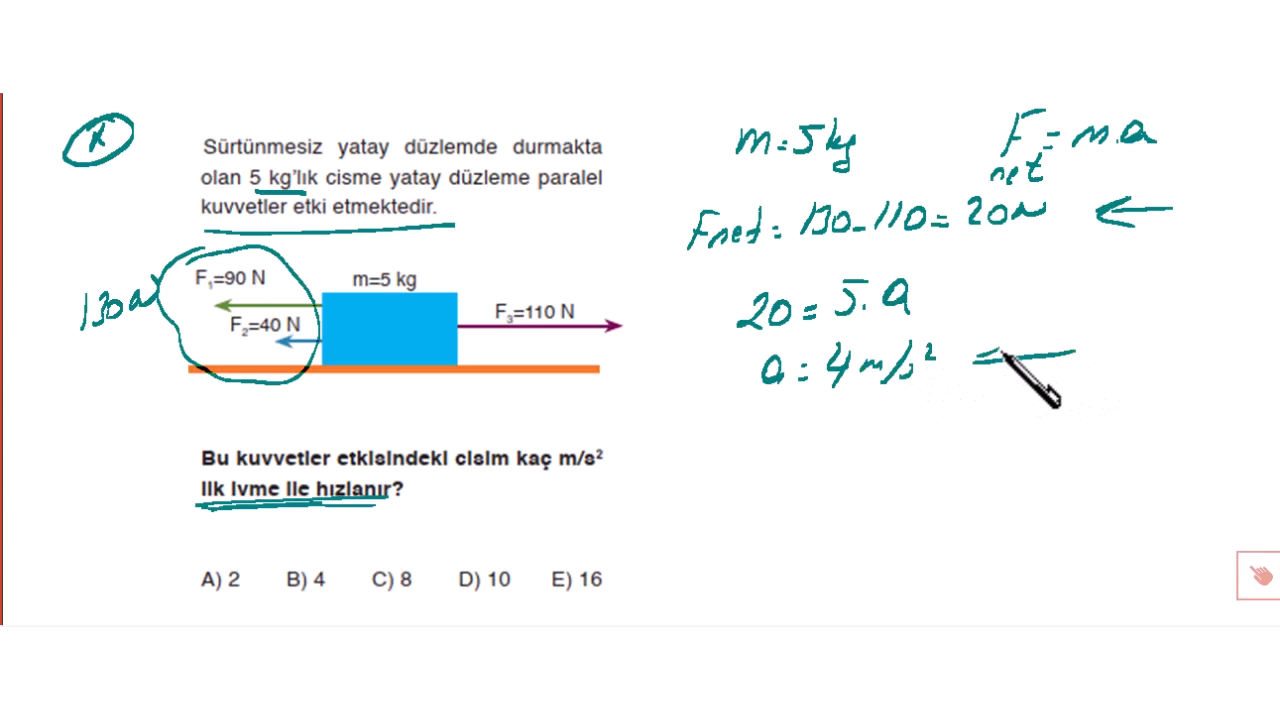 Sürtünmesiz yatay düzlemde durmakta
olan 5 kg'lık cisme yatay düzleme paralel
kuvvetler etki etmektedir.
F₁=90 N
m=5 kg
F₂=40 N
F₃=110 N
130N
Bu kuvvetler etkisindeki cisim kaç m/s²
lik ivme ile hızlanır?
A) 2 B) 4 C) 8 D) 10 E) 16
m=5kg
Fnet=m.a
Fnet=130-110=20N
20=5.a
a=4m/s²